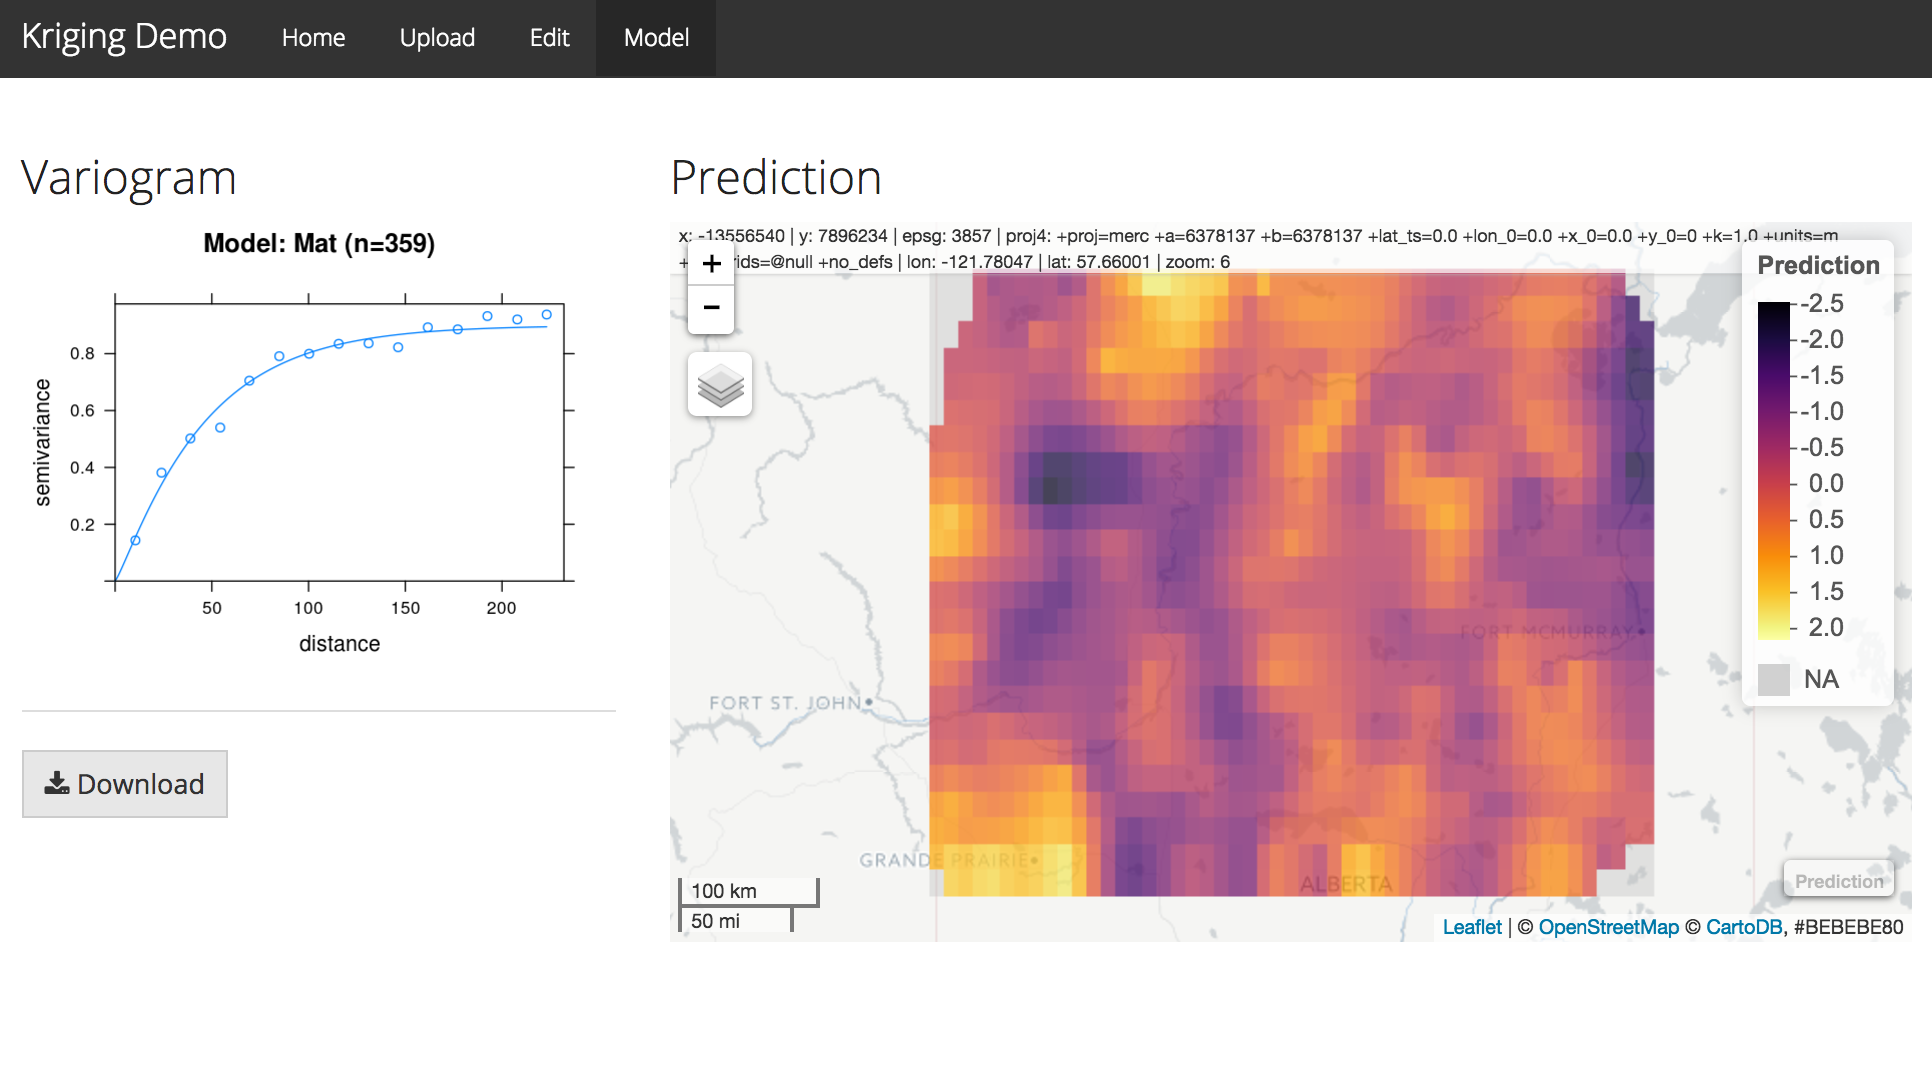 Kriging Demo Home Upload Edit Model
Variogram
Model: Mat (n=359)
semivariance
0.8
0.6
0.4
0.2
50 100 150 200
distance
Download
Prediction
x: -13556540 | y: 7896234 | epsg: 3857 | proj4: +proj=merc +a=6378137 +b=6378137 +lat_ts=0.0 +lon_0=0.0 +x_0=0.0 +y_0=0 +k=1.0 +units=m
ids=@null +no_defs | lon: -121.78047 | lat: 57.66001 | zoom: 6
+
−
Prediction
-2.5
-2.0
-1.5
-1.0
-0.5
0.0
0.5
1.0
1.5
2.0
NA
FORT MCMURRAY
FORT ST. JOHN
GRANDE PRAIRIE
ALBERTA
100 km
50 mi
Prediction
Leaflet | © OpenStreetMap © CartoDB, #BEBEBE80